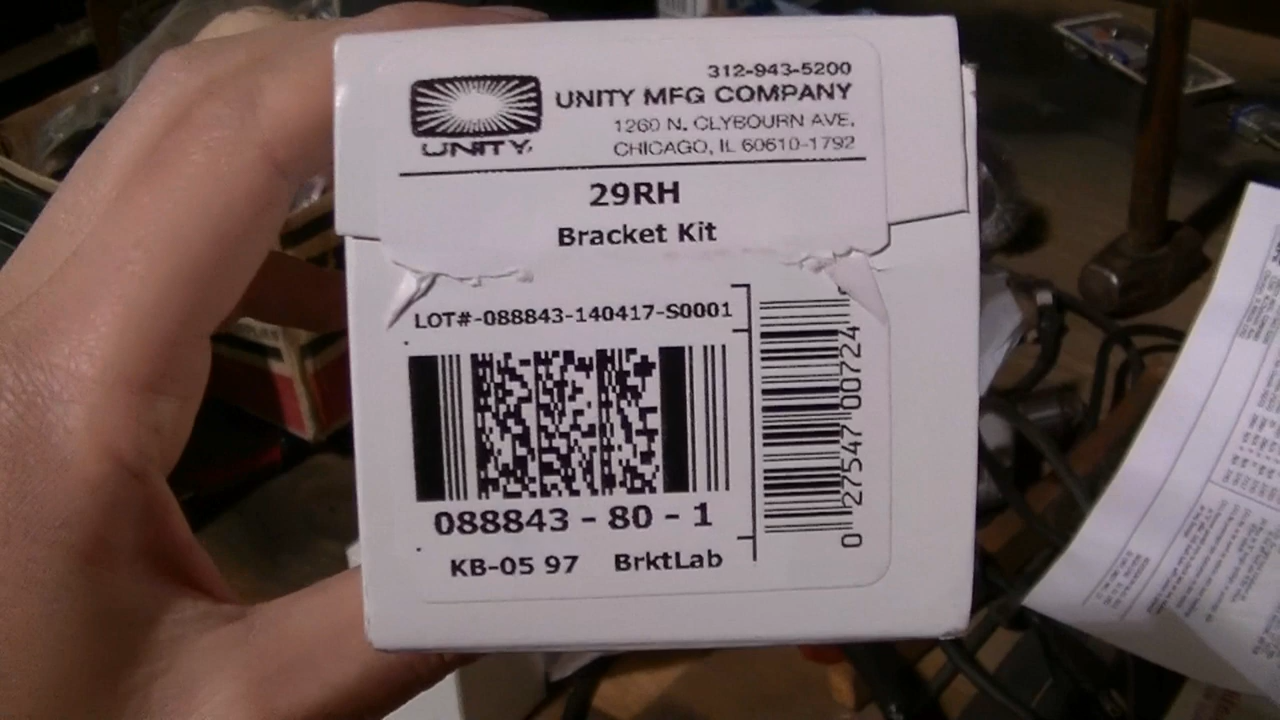 312-943-5200
UNITY MFG COMPANY
1260 N. CLYBOURN AVE.
CHICAGO, IL 60610-1792
UNITY
29RH
Bracket Kit
LOT#-088843-140417-S0001
088843 - 80 - 1
KB-05 97 BrktLab
0 27547 00724